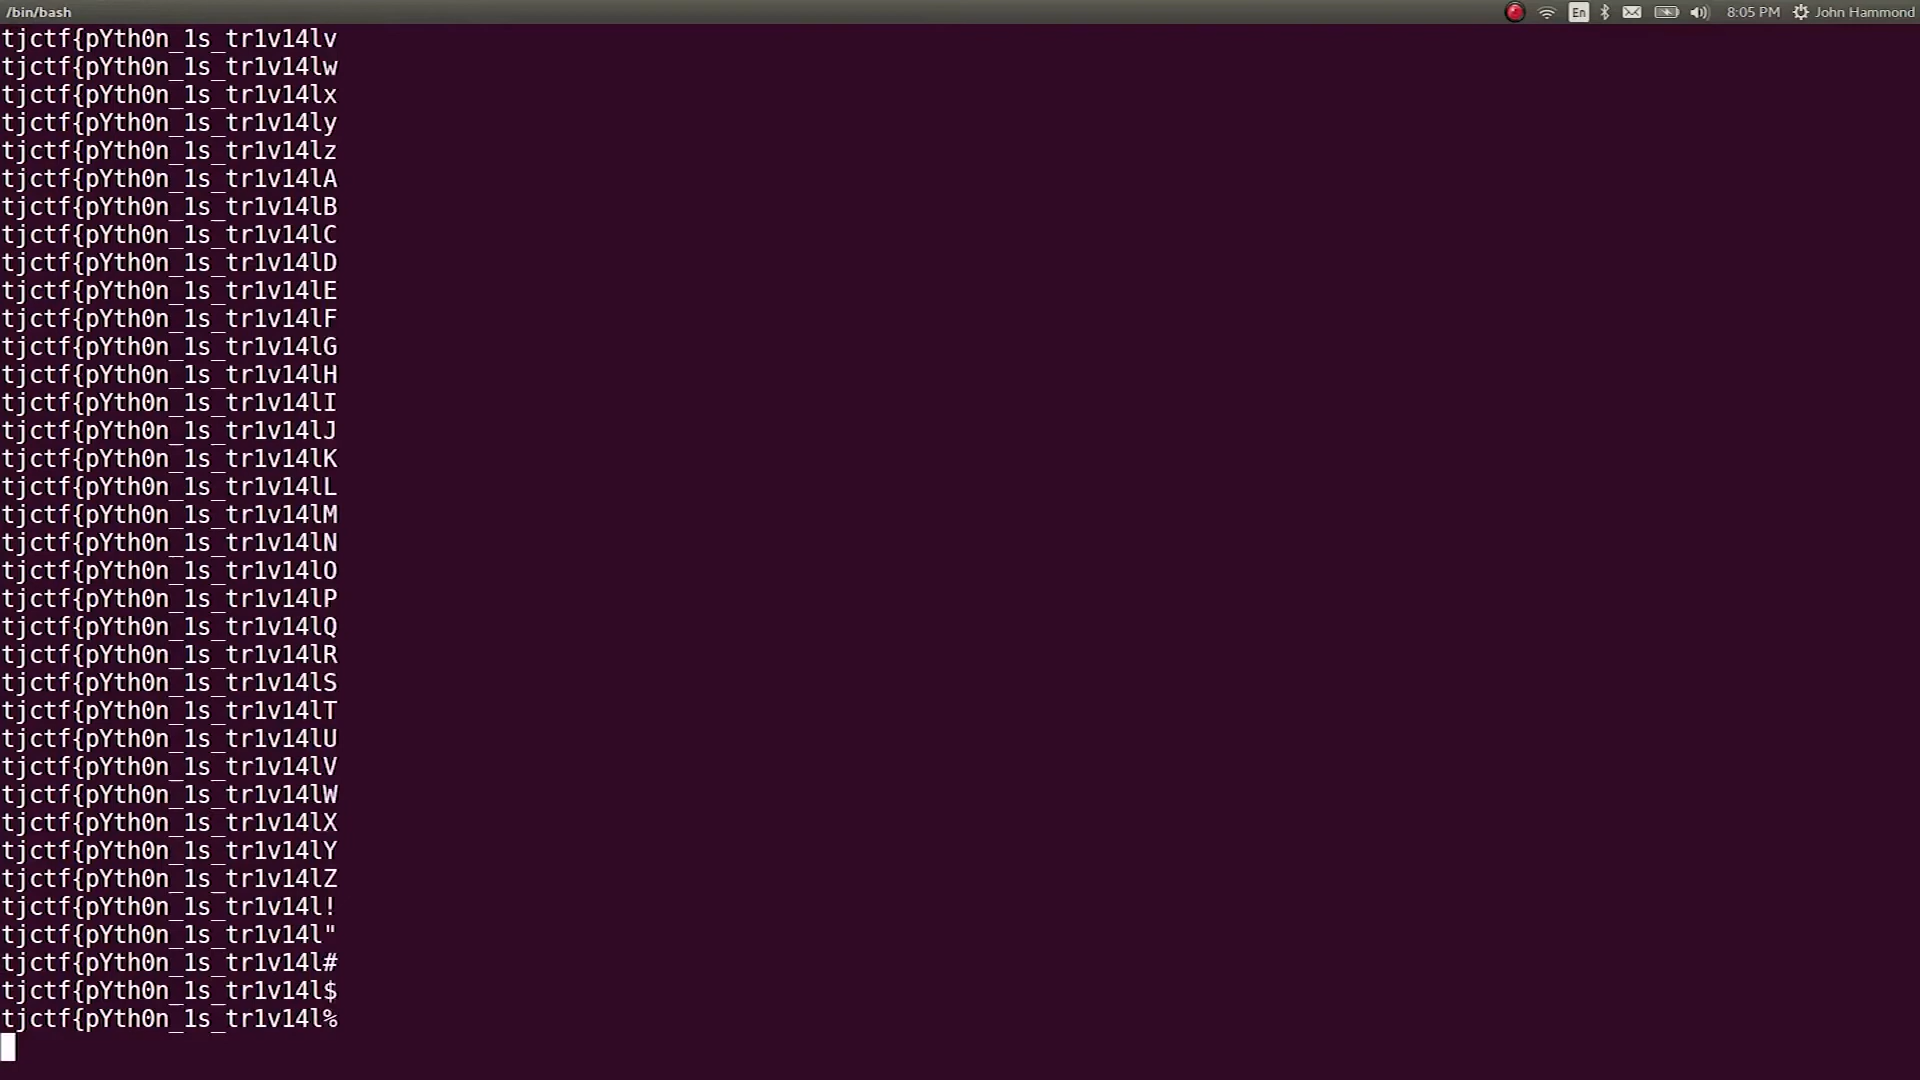 /bin/bash
En
8:05 PM
John Hammond
tjctf{pYth0n_1s_tr1v14lv
tjctf{pYth0n_1s_tr1v14lw
tjctf{pYth0n_1s_tr1v14lx
tjctf{pYth0n_1s_tr1v14ly
tjctf{pYth0n_1s_tr1v14lz
tjctf{pYth0n_1s_tr1v14lA
tjctf{pYth0n_1s_tr1v14lB
tjctf{pYth0n_1s_tr1v14lC
tjctf{pYth0n_1s_tr1v14lD
tjctf{pYth0n_1s_tr1v14lE
tjctf{pYth0n_1s_tr1v14lF
tjctf{pYth0n_1s_tr1v14lG
tjctf{pYth0n_1s_tr1v14lH
tjctf{pYth0n_1s_tr1v14lI
tjctf{pYth0n_1s_tr1v14lJ
tjctf{pYth0n_1s_tr1v14lK
tjctf{pYth0n_1s_tr1v14lL
tjctf{pYth0n_1s_tr1v14lM
tjctf{pYth0n_1s_tr1v14lN
tjctf{pYth0n_1s_tr1v14lO
tjctf{pYth0n_1s_tr1v14lP
tjctf{pYth0n_1s_tr1v14lQ
tjctf{pYth0n_1s_tr1v14lR
tjctf{pYth0n_1s_tr1v14lS
tjctf{pYth0n_1s_tr1v14lT
tjctf{pYth0n_1s_tr1v14lU
tjctf{pYth0n_1s_tr1v14lV
tjctf{pYth0n_1s_tr1v14lW
tjctf{pYth0n_1s_tr1v14lX
tjctf{pYth0n_1s_tr1v14lY
tjctf{pYth0n_1s_tr1v14lZ
tjctf{pYth0n_1s_tr1v14l!
tjctf{pYth0n_1s_tr1v14l"
tjctf{pYth0n_1s_tr1v14l#
tjctf{pYth0n_1s_tr1v14l$
tjctf{pYth0n_1s_tr1v14l%